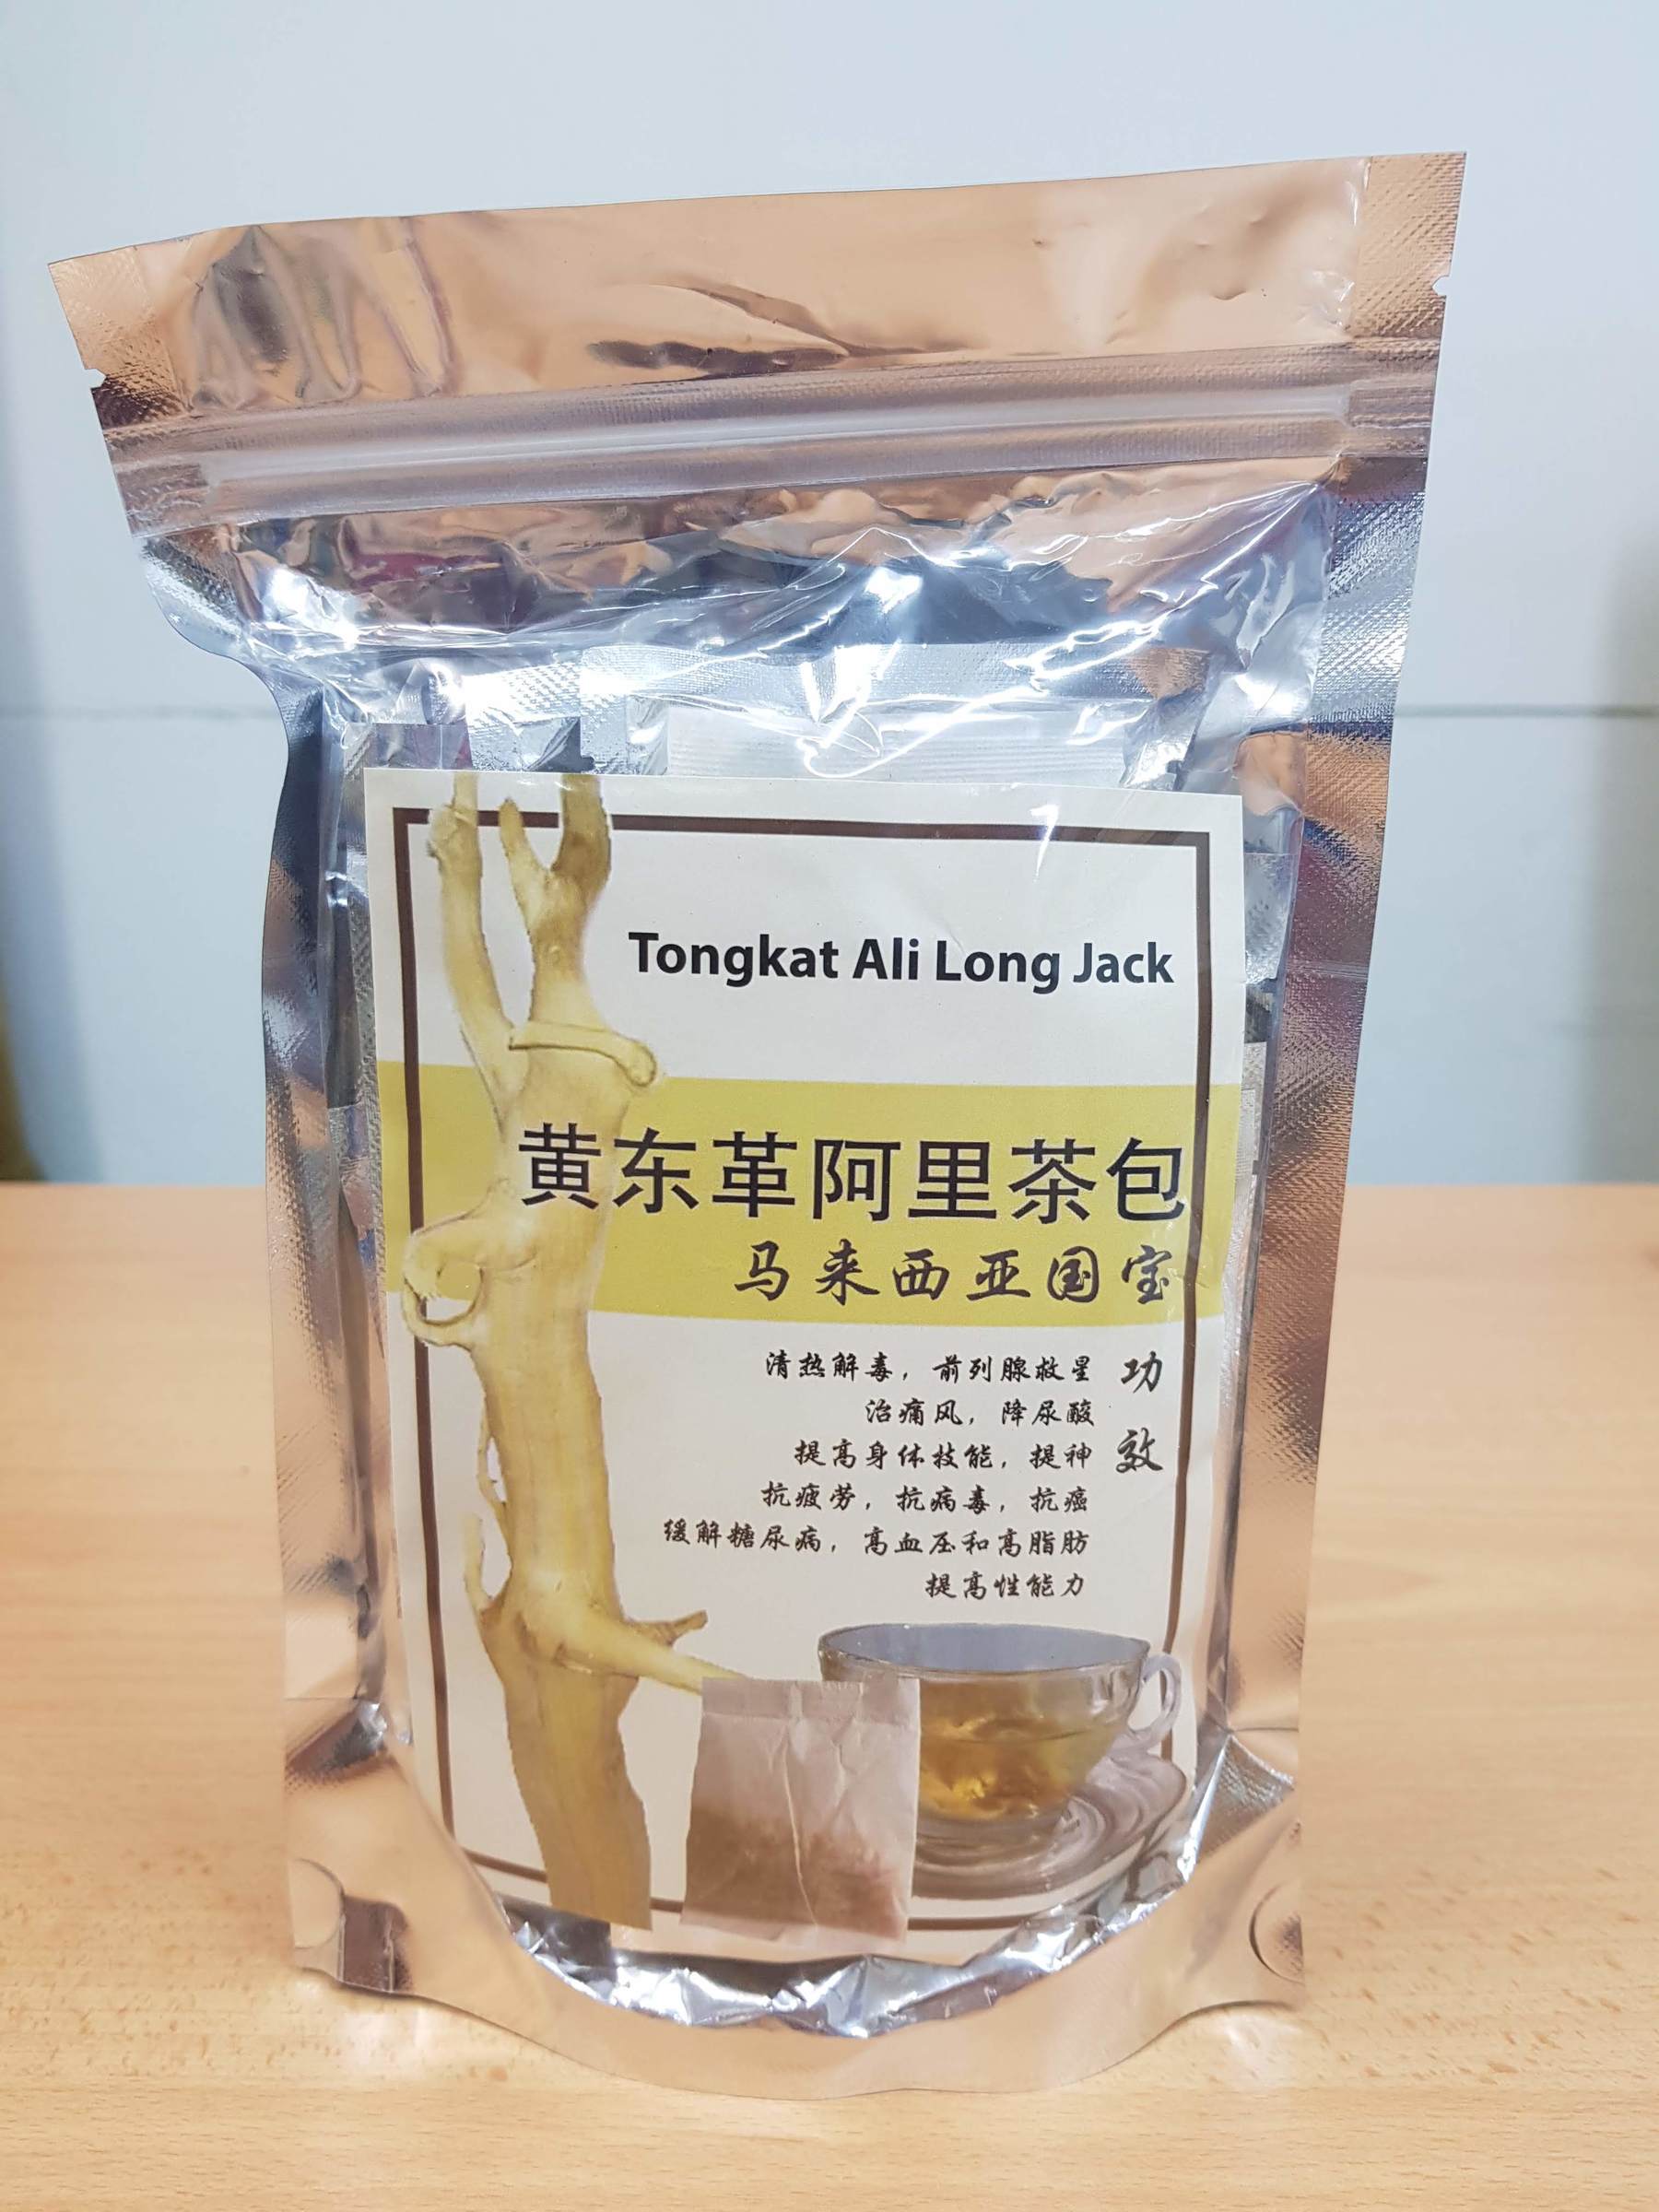 Tongkat Ali Long Jack
黄东革阿里茶包
马来西亚国宝
功效
清热解毒，前列腺救星
治痛风，降尿酸
提高身体技能，提神
抗疲劳，抗病毒，抗癌
缓解糖尿病，高血压和高脂肪
提高性能力